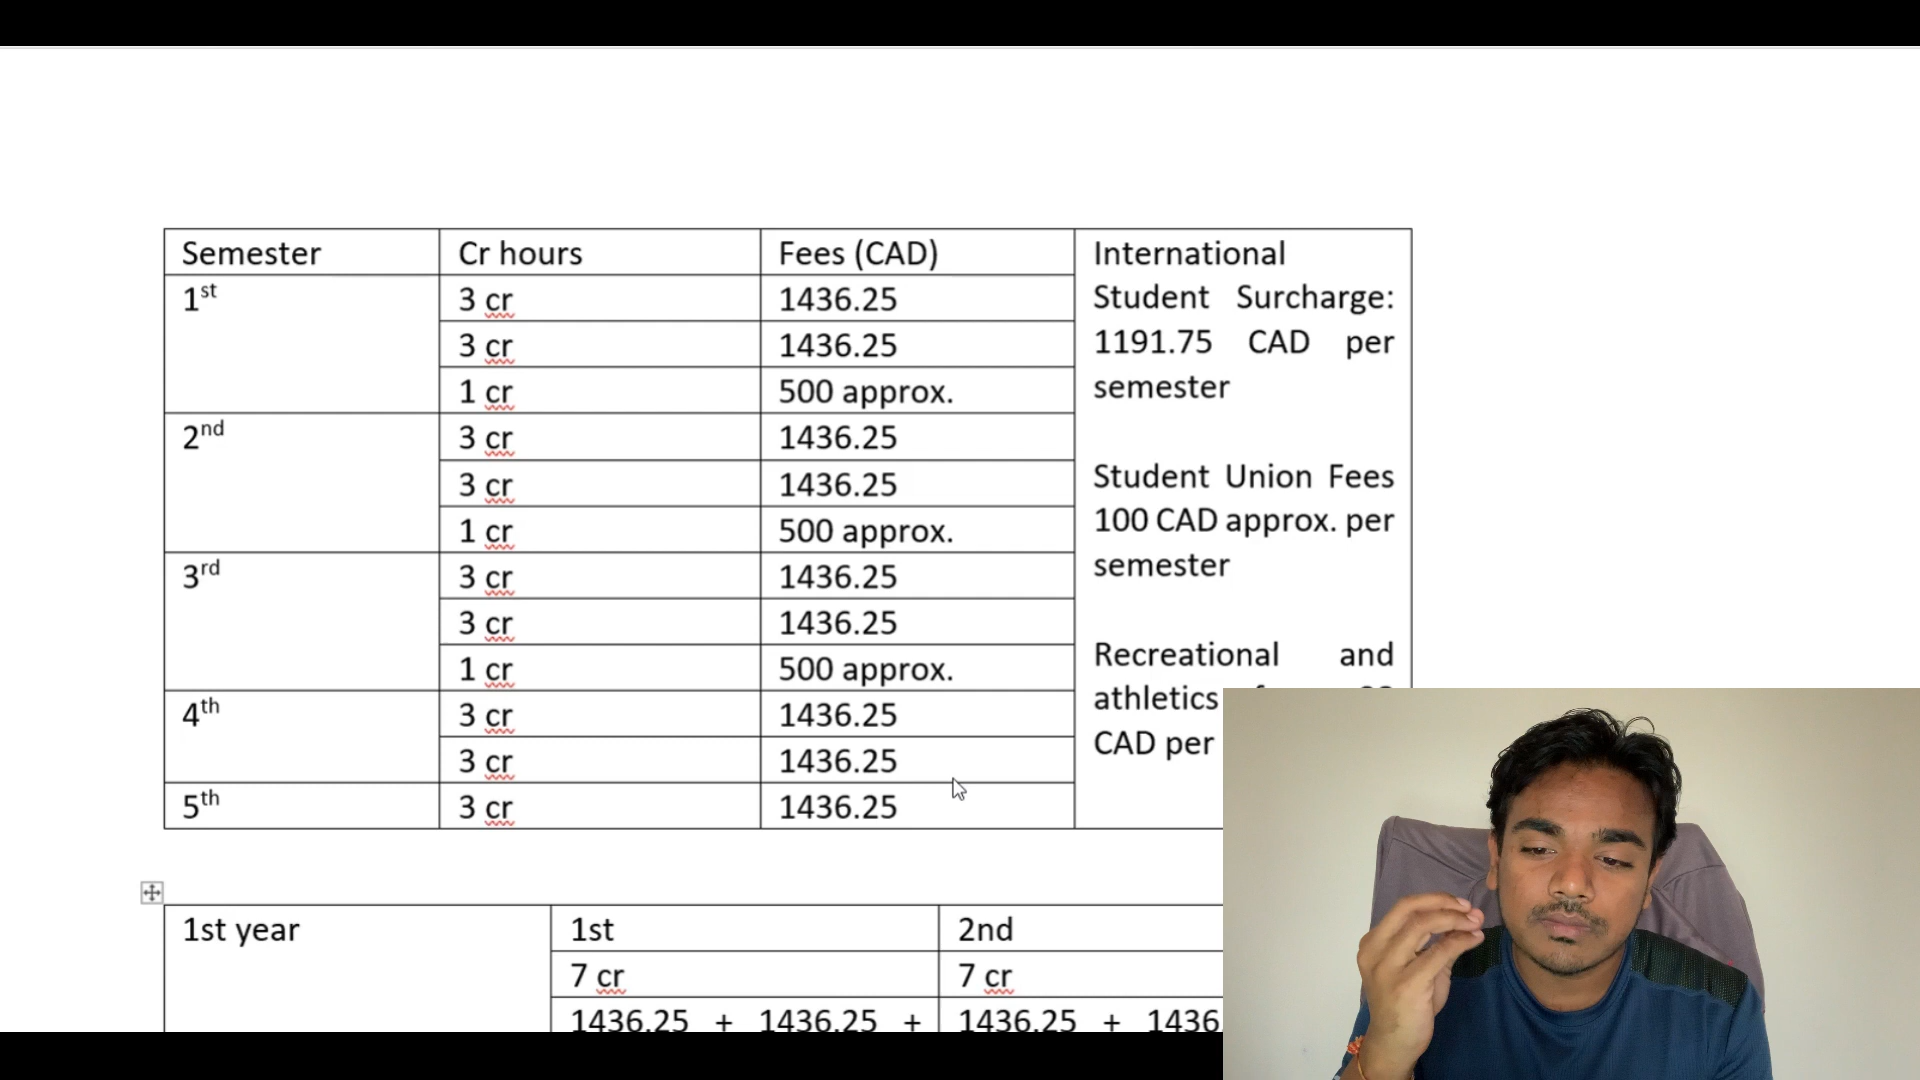 Semester Cr hours Fees (CAD) International
1st 3 cr 1436.25 Student Surcharge:
3 cr 1436.25 1191.75 CAD per
1 cr 500 approx. semester
2nd 3 cr 1436.25
3 cr 1436.25 Student Union Fees
1 cr 500 approx. 100 CAD approx. per
3rd 3 cr 1436.25 semester
3 cr 1436.25
1 cr 500 approx. Recreational and
4th 3 cr 1436.25 athletics
3 cr 1436.25 CAD per
5th 3 cr 1436.25
1st year 1st 2nd
7 cr 7 cr
1436.25 + 1436.25 + 1436.25 + 1436